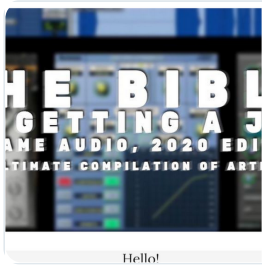 HE BIBL
GETTING A J
AME AUDIO, 2020 EDI
LTIMATE COMPILATION OF ART
Hello!